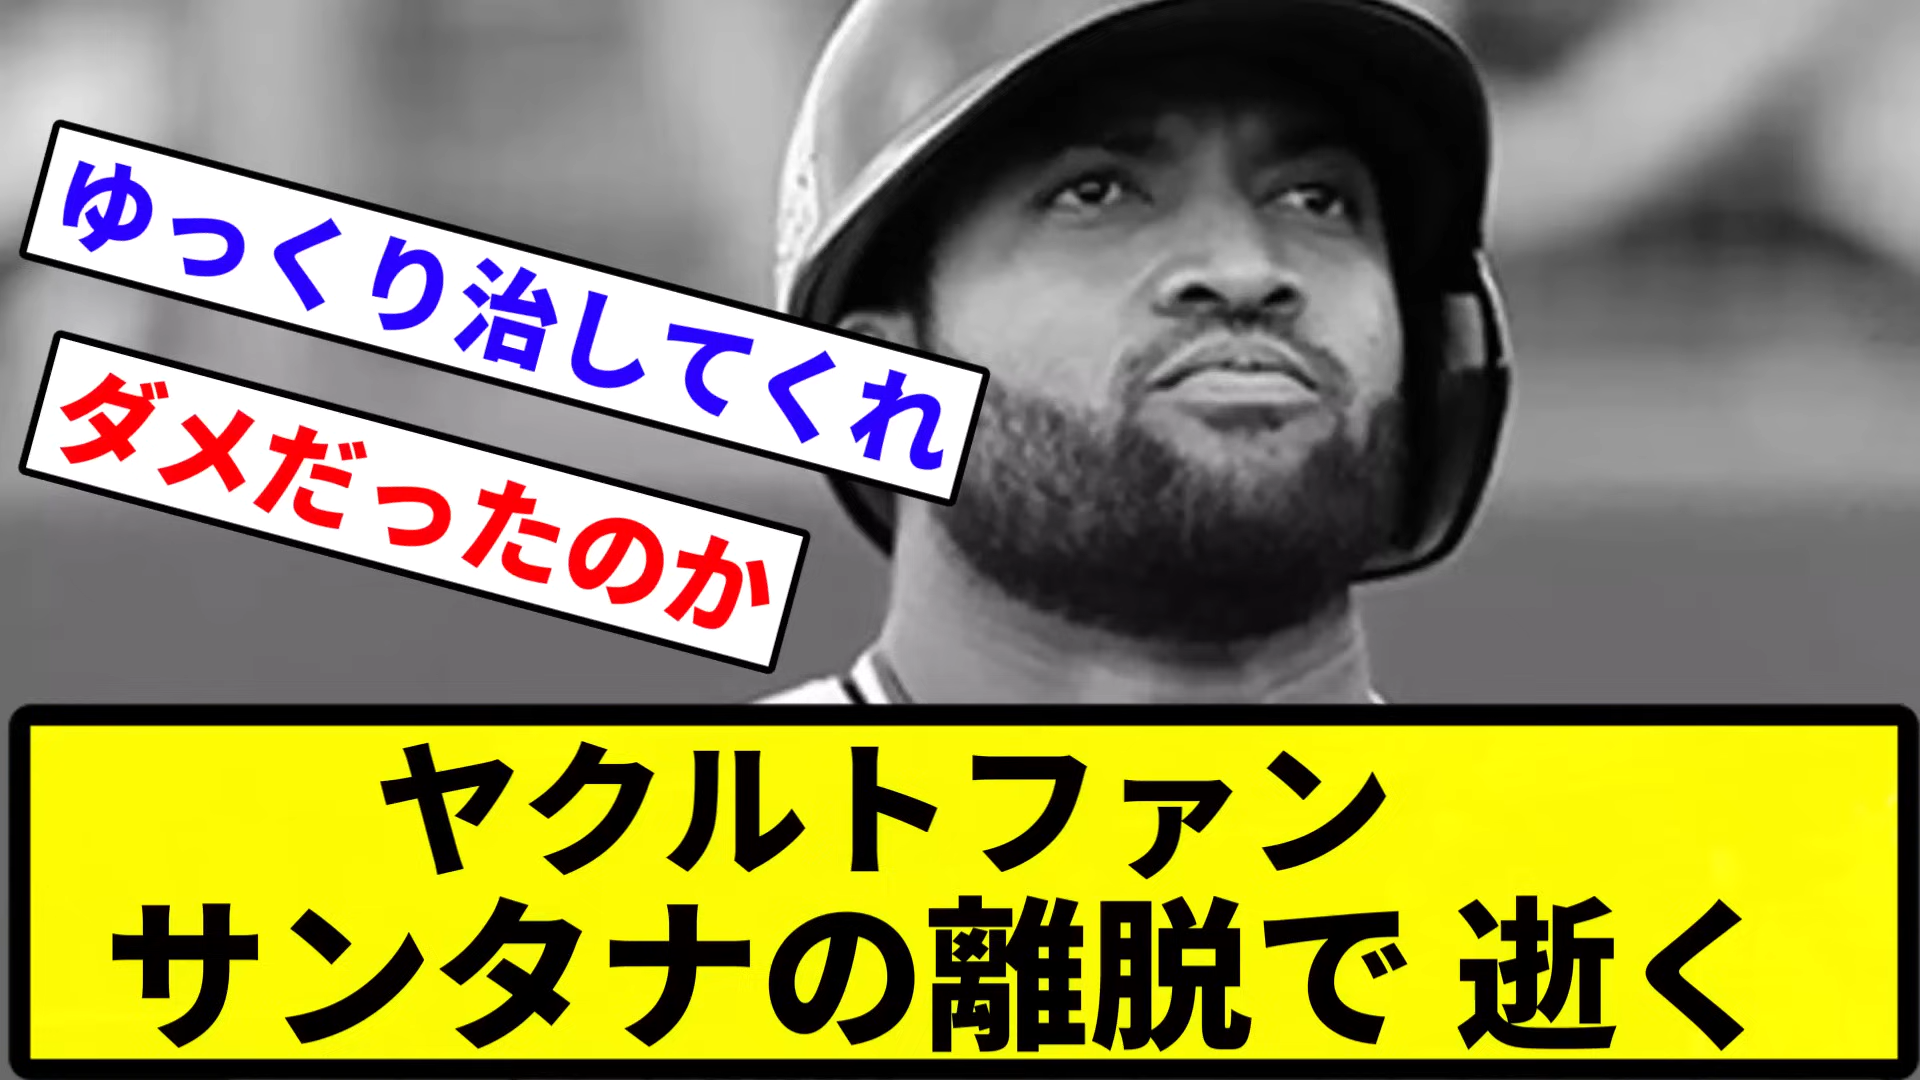 ゆっくり治してくれ
ダメだったのか
ヤクルトファン
サンタナの離脱で 逝く